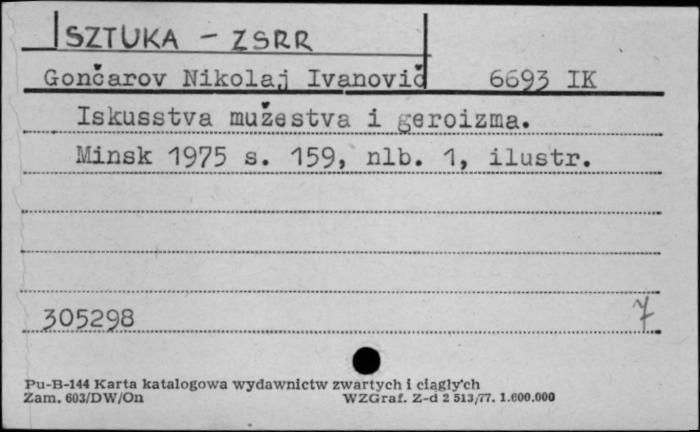 SZTUKA - ZSRR
Gončarov Nikolaj Ivanovič 6693 IK
Iskusstva mužestva i geroizma.
Minsk 1975 s. 159, nlb. 1, ilustr.
305298 7
Pu-B-144 Karta katalogowa wydawnictw zwartych i ciągły'ch
Zam. 603/DW/On WZGraf. Z-d 2 513/77. 1.600.000